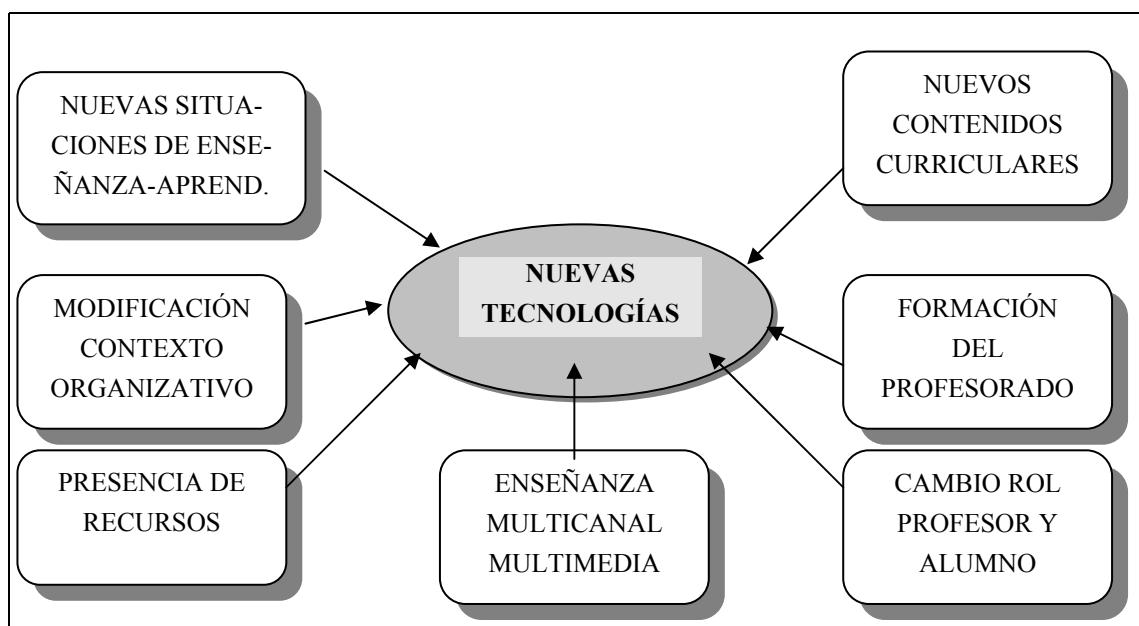 NUEVAS SITUA-
CIONES DE ENSE-
ÑANZA-APREND.
NUEVOS
CONTENIDOS
CURRICULARES
NUEVAS
TECNOLOGÍAS
MODIFICACIÓN
CONTEXTO
ORGANIZATIVO
FORMACIÓN
DEL
PROFESORADO
PRESENCIA DE
RECURSOS
ENSEÑANZA
MULTICANAL
MULTIMEDIA
CAMBIO ROL
PROFESOR Y
ALUMNO